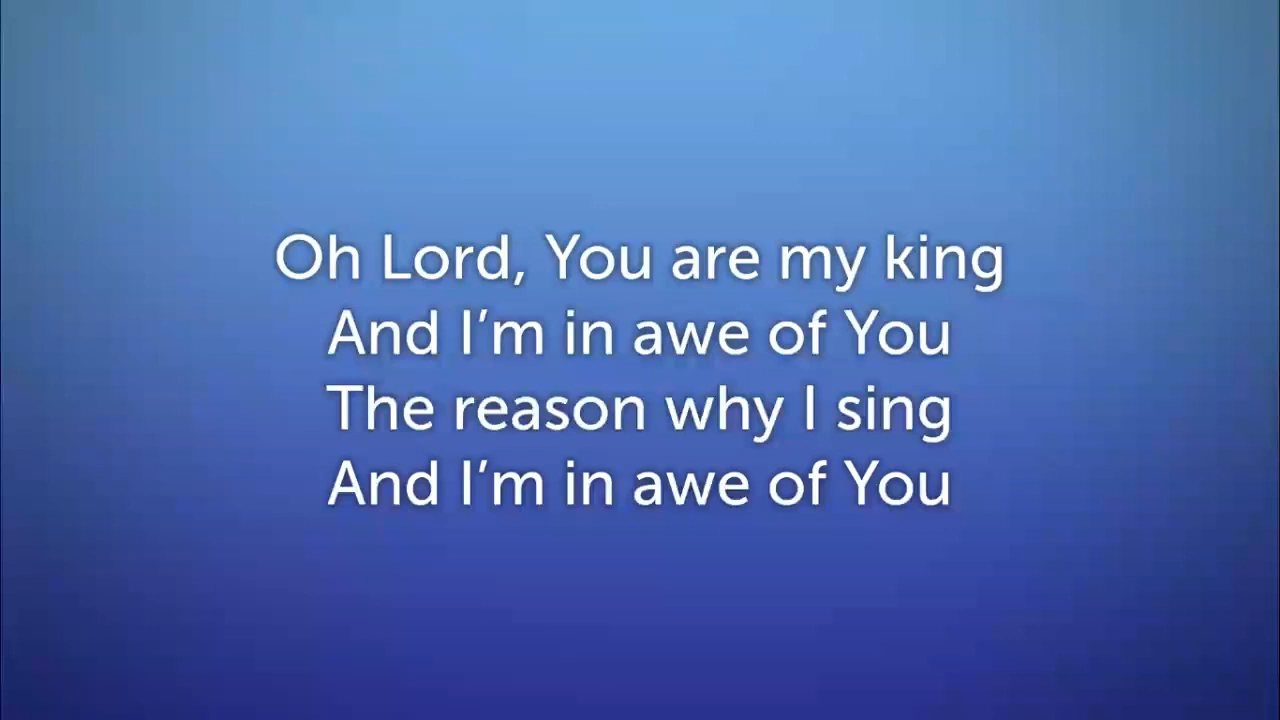 Oh Lord, You are my king
And I’m in awe of You
The reason why I sing
And I’m in awe of You